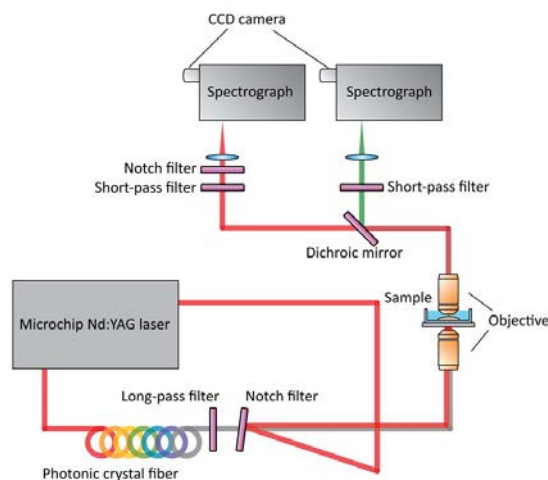 CCD camera
Spectrograph
Spectrograph
Notch filter
Short-pass filter
Short-pass filter
Dichroic mirror
Sample
Objective
Microchip Nd:YAG laser
Long-pass filter
Notch filter
Photonic crystal fiber